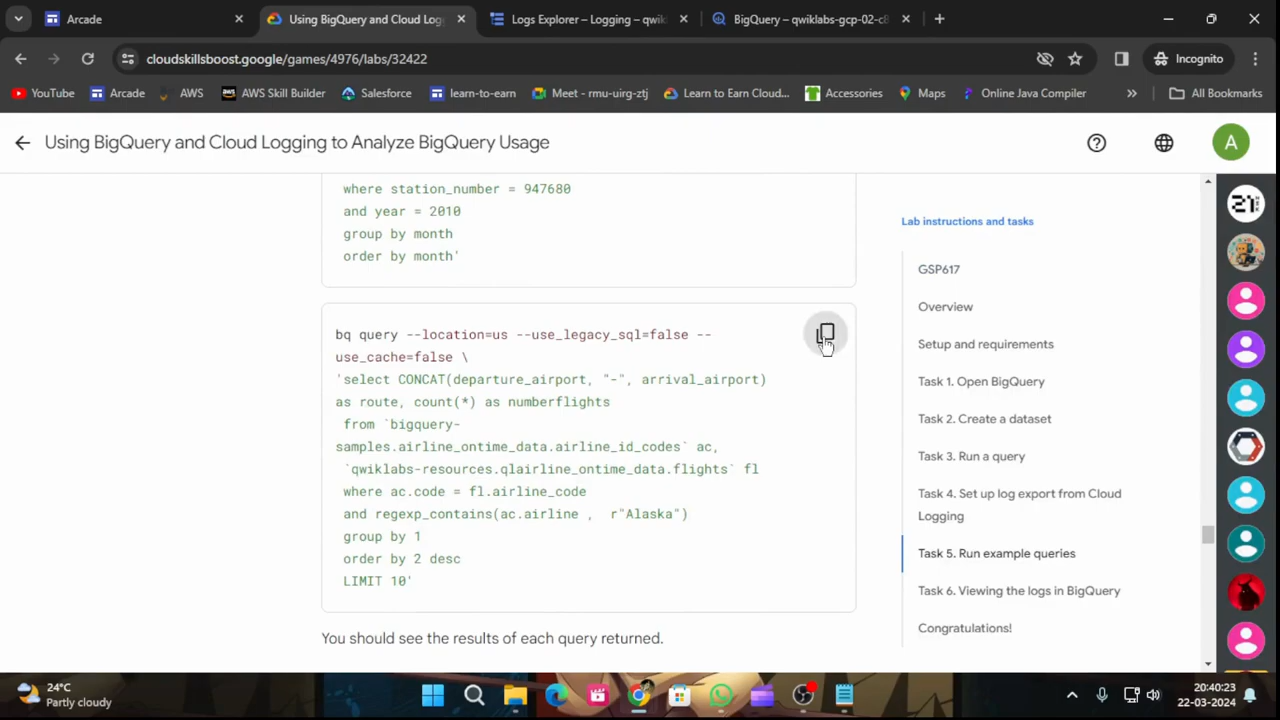 Arcade
Using BigQuery and Cloud Log
Logs Explorer – Logging – qwik
BigQuery – qwiklabs-gcp-02-c8
cloudskillsboost.google/games/4976/labs/32422
Incognito
YouTube
Arcade
AWS
AWS Skill Builder
Salesforce
learn-to-earn
Meet - rmu-uirg-ztj
Learn to Earn Cloud...
Accessories
Maps
Online Java Compiler
All Bookmarks
Using BigQuery and Cloud Logging to Analyze BigQuery Usage
A
where station_number = 947680
and year = 2010
group by month
order by month'
bq query --location=us --use_legacy_sql=false --
use_cache=false \
'select CONCAT(departure_airport, "-", arrival_airport)
as route, count(*) as numberflights
from `bigquery-
samples.airline_ontime_data.airline_id_codes` ac,
`qwiklabs-resources.qlairline_ontime_data.flights` fl
where ac.code = fl.airline_code
and regexp_contains(ac.airline ,  r"Alaska")
group by 1
order by 2 desc
LIMIT 10'
You should see the results of each query returned.
Lab instructions and tasks
GSP617
Overview
Setup and requirements
Task 1. Open BigQuery
Task 2. Create a dataset
Task 3. Run a query
Task 4. Set up log export from Cloud
Logging
Task 5. Run example queries
Task 6. Viewing the logs in BigQuery
Congratulations!
24°C
Partly cloudy
20:40:23
22-03-2024